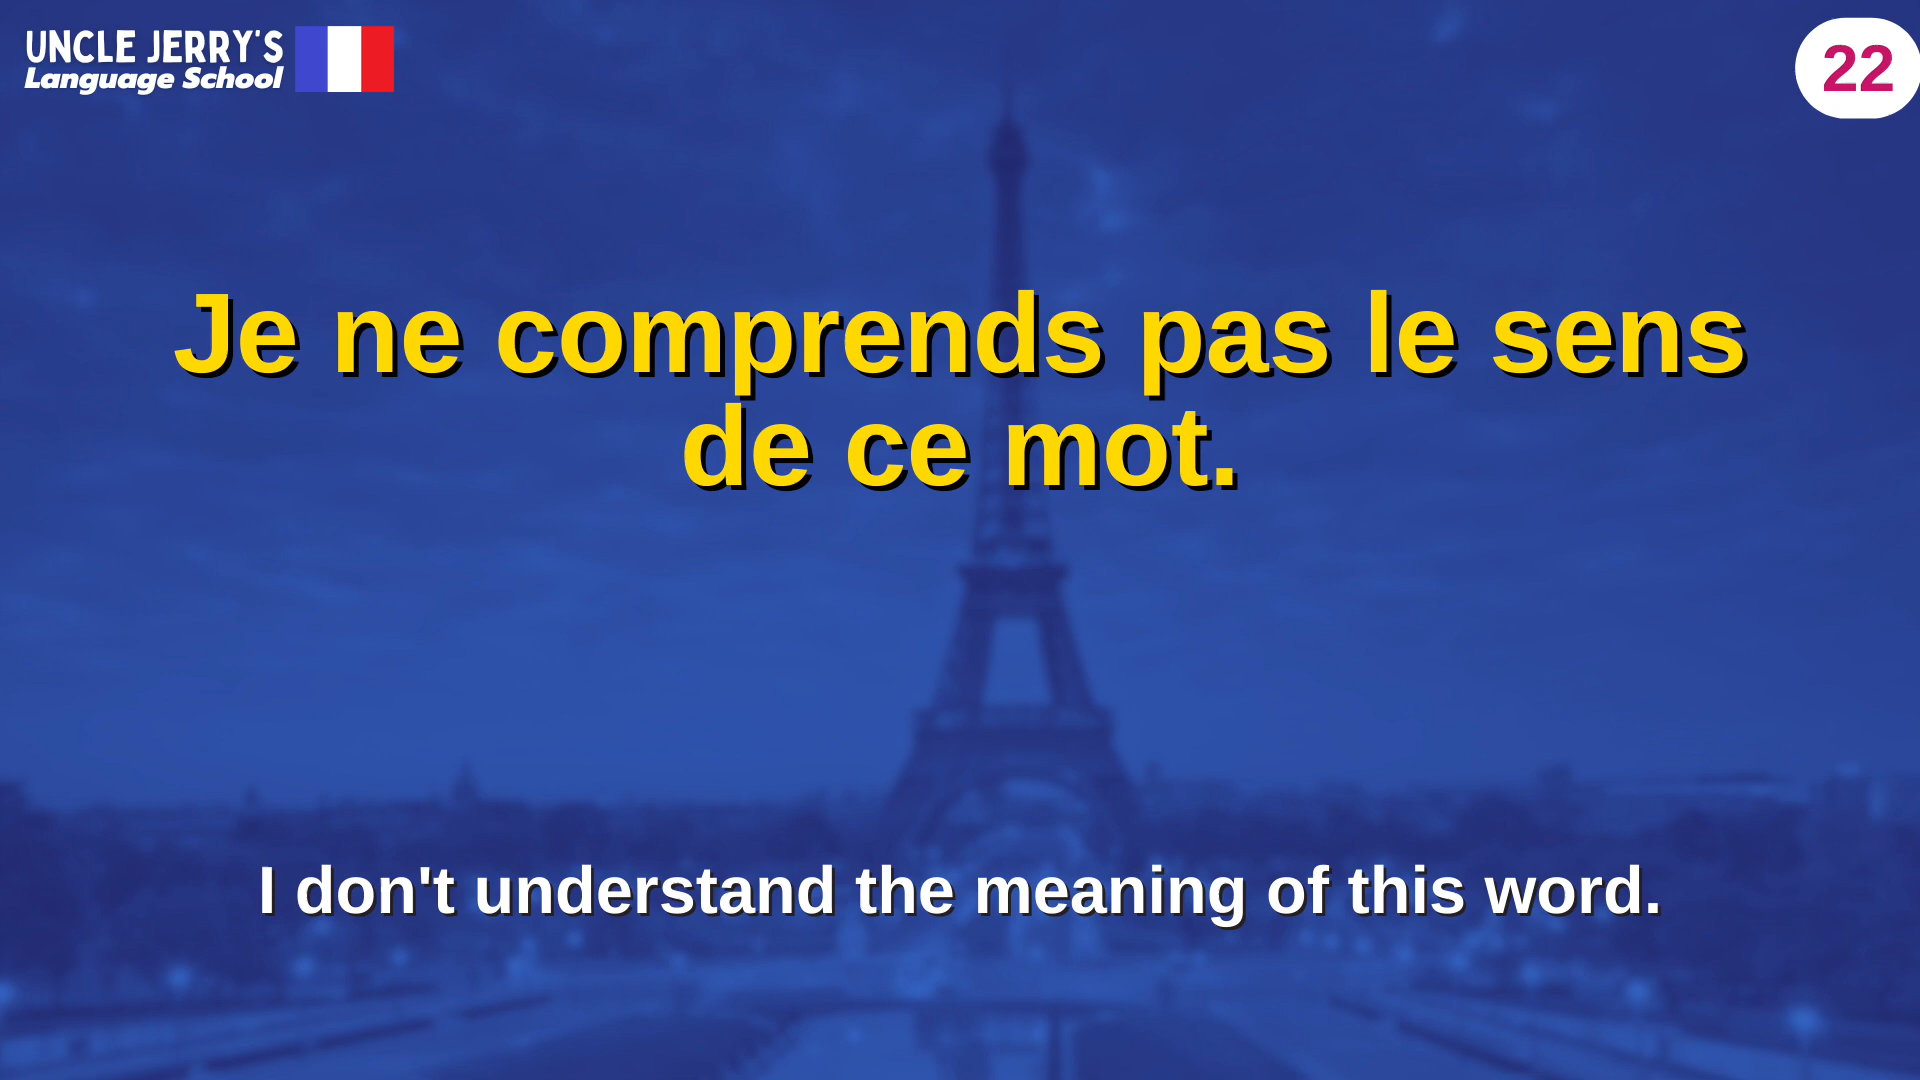 UNCLE JERRY'S
Language School
22
Je ne comprends pas le sens
de ce mot.
I don't understand the meaning of this word.